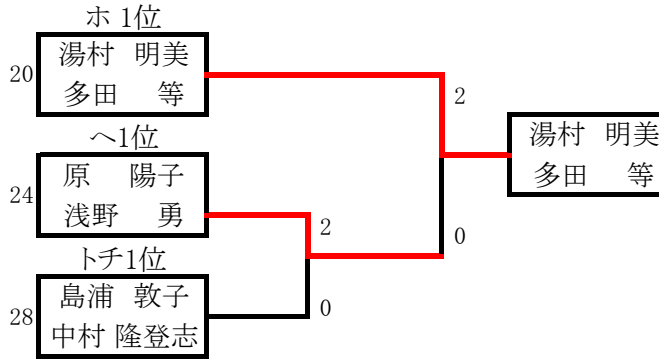 ホ 1位
20
湯村 明美
多田 等
2
湯村 明美
多田 等
ヘ1位
24
原 陽子
浅野 勇
2
0
トチ1位
28
島浦 敦子
中村 隆登志
0